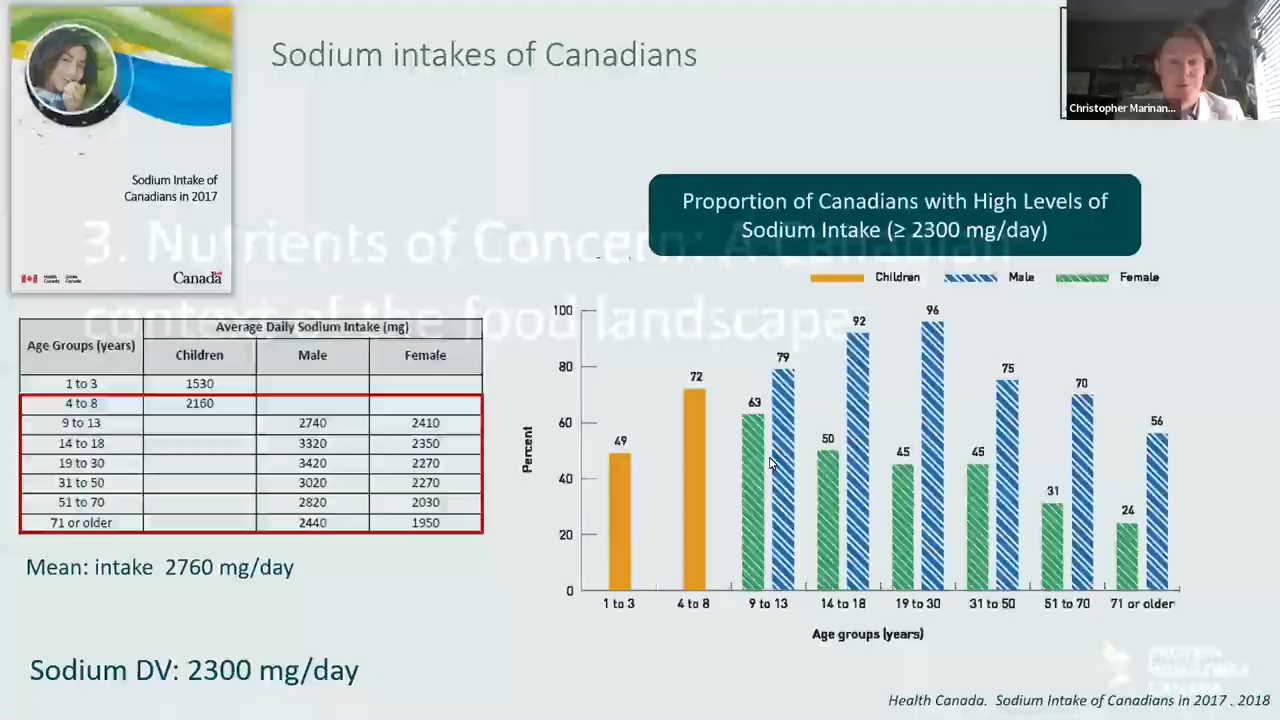 Sodium intakes of Canadians
Christopher Marinan...
Sodium Intake of
Canadians in 2017
Health
Canada
Canada
3. Nutrients of Concern: A Canadian
context of the food landscape
Proportion of Canadians with High Levels of
Sodium Intake (≥ 2300 mg/day)
Age Groups (years) Average Daily Sodium Intake (mg)
Children Male Female
1 to 3 1530
4 to 8 2160
9 to 13 2740 2410
14 to 18 3320 2350
19 to 30 3420 2270
31 to 50 3020 2270
51 to 70 2820 2030
71 or older 2440 1950
Mean: intake 2760 mg/day
Sodium DV: 2300 mg/day
Children Male Female
Percent
100
80
60
40
20
0
49 72 63 79 50 92 45 96 45 75 31 70 24 56
1 to 3 4 to 8 9 to 13 14 to 18 19 to 30 31 to 50 51 to 70 71 or older
Age groups (years)
Health Canada. Sodium Intake of Canadians in 2017 . 2018